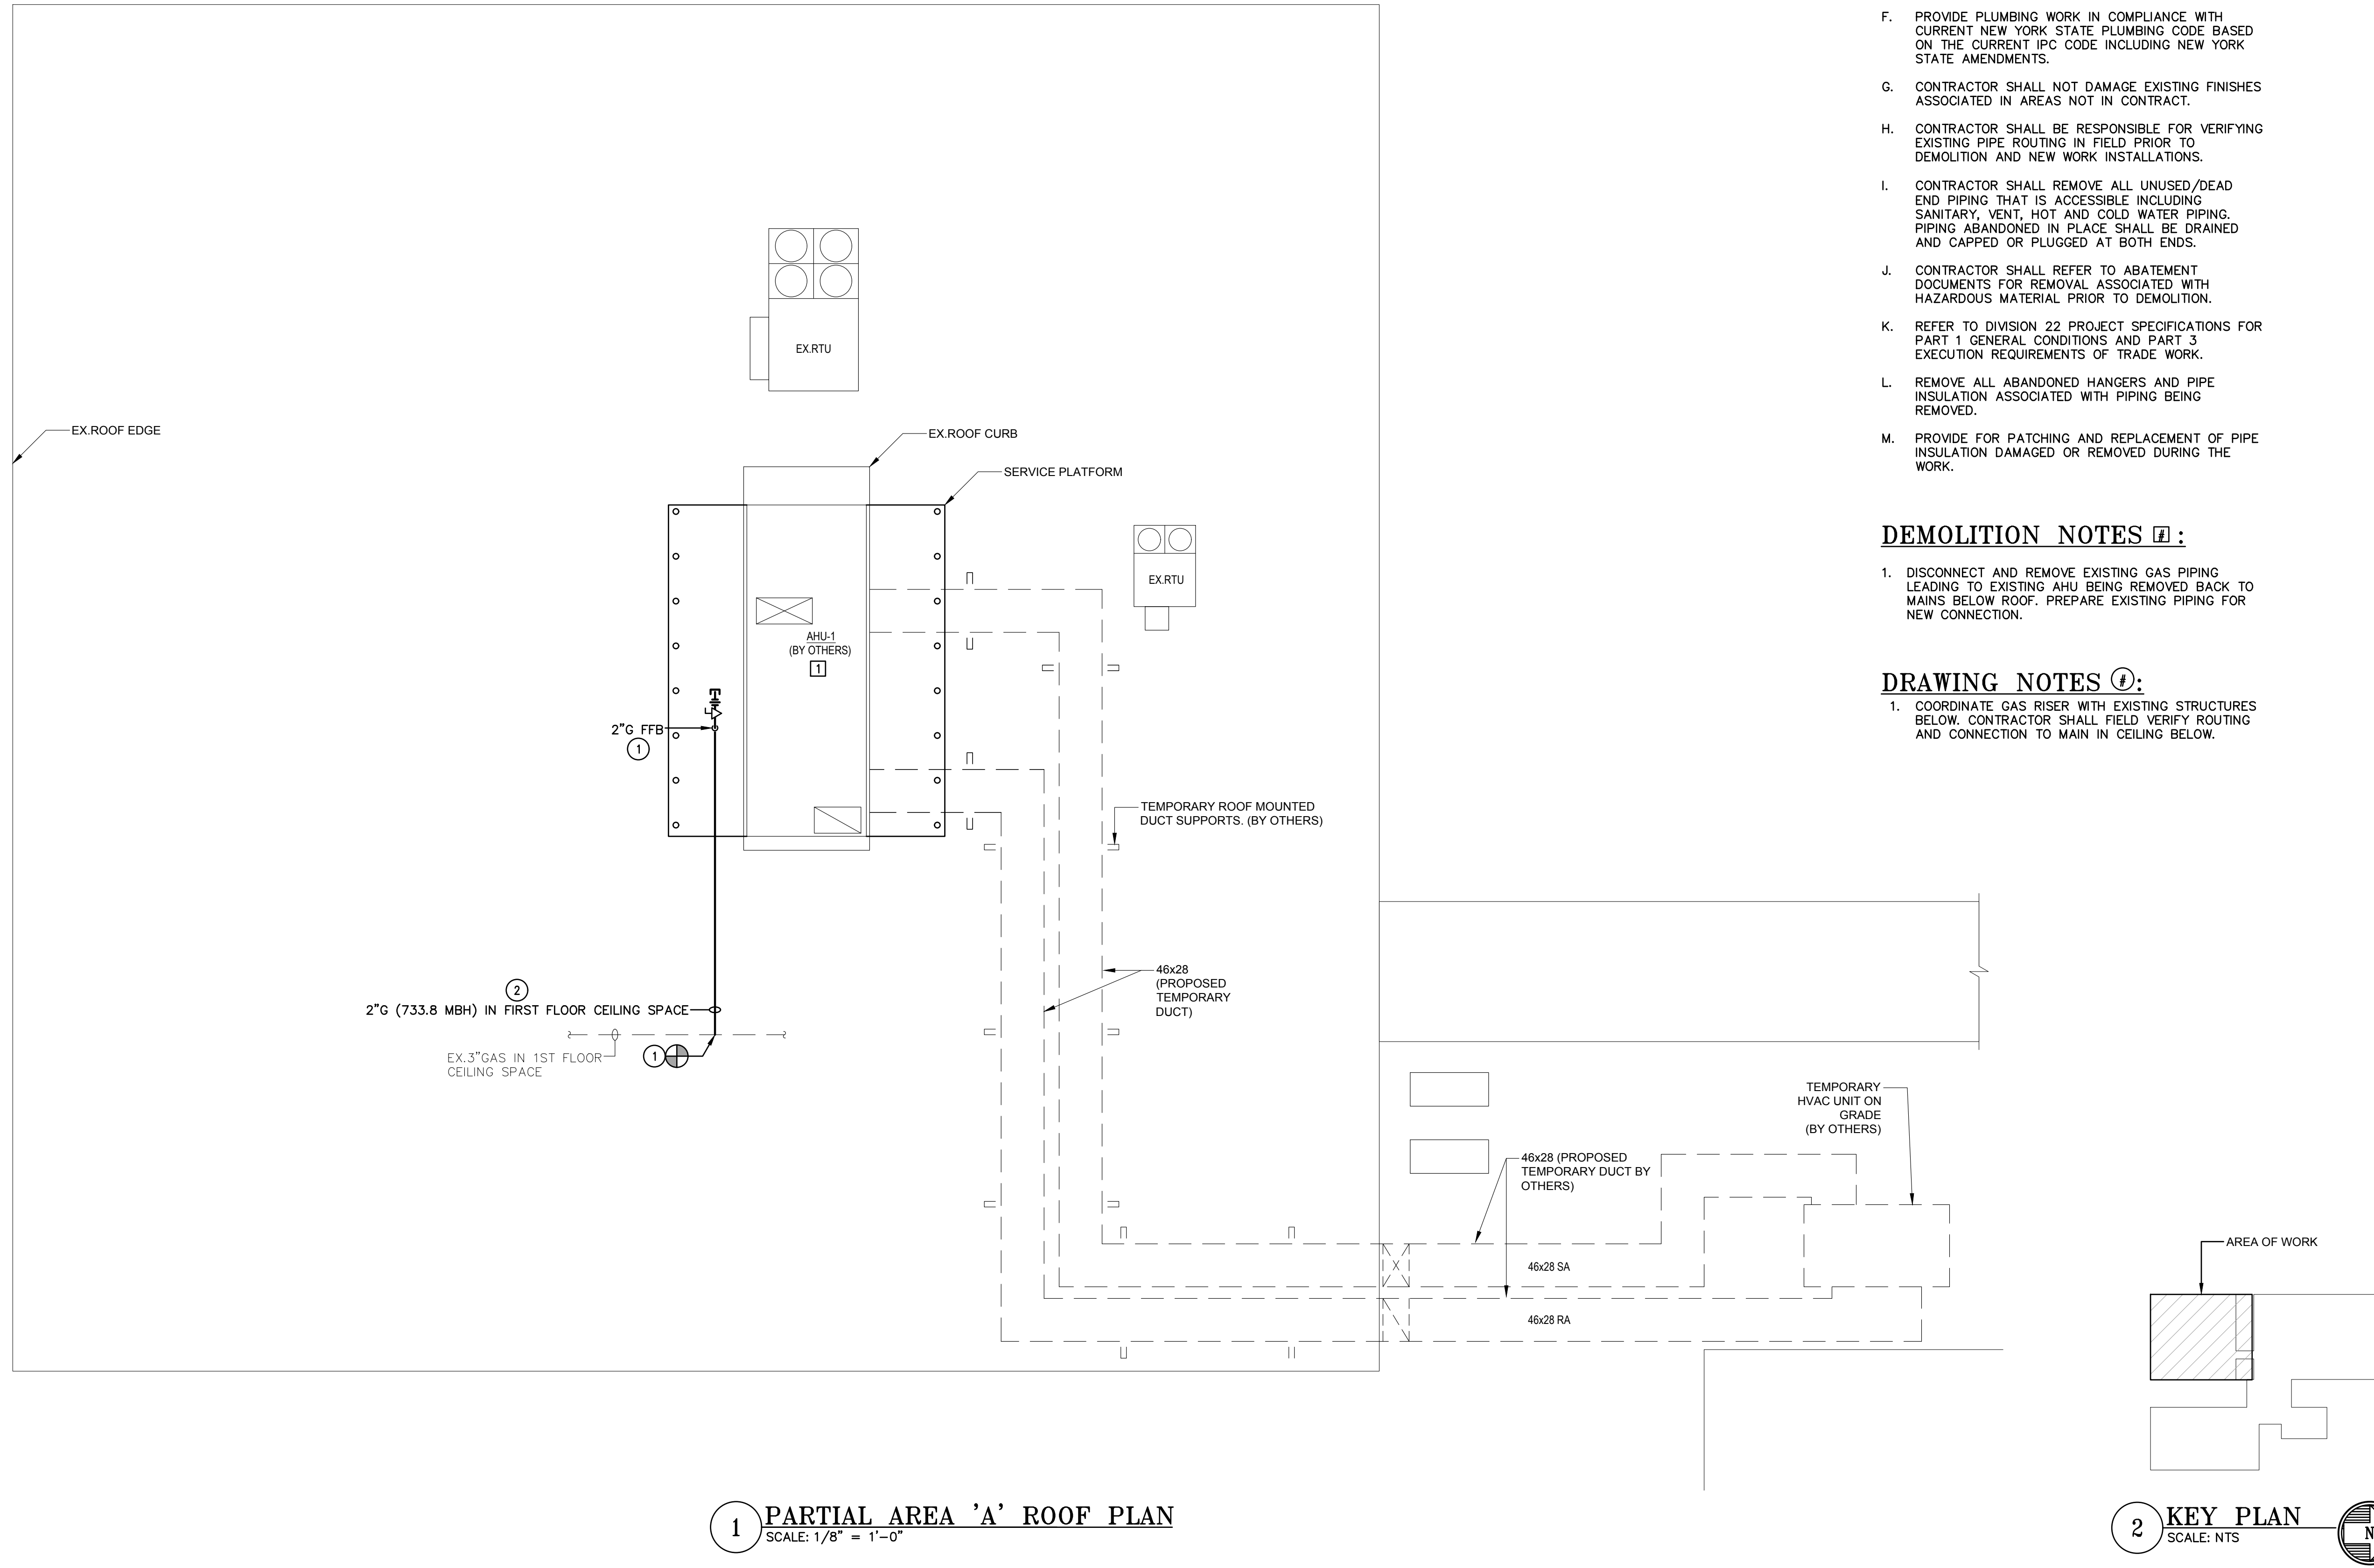 F. PROVIDE PLUMBING WORK IN COMPLIANCE WITH
CURRENT NEW YORK STATE PLUMBING CODE BASED
ON THE CURRENT IPC CODE INCLUDING NEW YORK
STATE AMENDMENTS.
G. CONTRACTOR SHALL NOT DAMAGE EXISTING FINISHES
ASSOCIATED IN AREAS NOT IN CONTRACT.
H. CONTRACTOR SHALL BE RESPONSIBLE FOR VERIFYING
EXISTING PIPE ROUTING IN FIELD PRIOR TO
DEMOLITION AND NEW WORK INSTALLATIONS.
I. CONTRACTOR SHALL REMOVE ALL UNUSED/DEAD
END PIPING THAT IS ACCESSIBLE INCLUDING
SANITARY, VENT, HOT AND COLD WATER PIPING.
PIPING ABANDONED IN PLACE SHALL BE DRAINED
AND CAPPED OR PLUGGED AT BOTH ENDS.
J. CONTRACTOR SHALL REFER TO ABATEMENT
DOCUMENTS FOR REMOVAL ASSOCIATED WITH
HAZARDOUS MATERIAL PRIOR TO DEMOLITION.
K. REFER TO DIVISION 22 PROJECT SPECIFICATIONS FOR
PART 1 GENERAL CONDITIONS AND PART 3
EXECUTION REQUIREMENTS OF TRADE WORK.
L. REMOVE ALL ABANDONED HANGERS AND PIPE
INSULATION ASSOCIATED WITH PIPING BEING
REMOVED.
M. PROVIDE FOR PATCHING AND REPLACEMENT OF PIPE
INSULATION DAMAGED OR REMOVED DURING THE
WORK.
DEMOLITION NOTES #:
1. DISCONNECT AND REMOVE EXISTING GAS PIPING
LEADING TO EXISTING AHU BEING REMOVED BACK TO
MAINS BELOW ROOF. PREPARE EXISTING PIPING FOR
NEW CONNECTION.
DRAWING NOTES #:
1. COORDINATE GAS RISER WITH EXISTING STRUCTURES
BELOW. CONTRACTOR SHALL FIELD VERIFY ROUTING
AND CONNECTION TO MAIN IN CEILING BELOW.
EX.RTU
EX.ROOF EDGE
EX.ROOF CURB
SERVICE PLATFORM
EX.RTU
AHU-1
(BY OTHERS)
1
2"G FFB
1
TEMPORARY ROOF MOUNTED
DUCT SUPPORTS. (BY OTHERS)
46x28
(PROPOSED
TEMPORARY
DUCT)
2
2"G (733.8 MBH) IN FIRST FLOOR CEILING SPACE
EX.3"GAS IN 1ST FLOOR
CEILING SPACE
1
TEMPORARY
HVAC UNIT ON
GRADE
(BY OTHERS)
46x28 (PROPOSED
TEMPORARY DUCT BY
OTHERS)
46x28 SA
46x28 RA
AREA OF WORK
1 PARTIAL AREA 'A' ROOF PLAN
SCALE: 1/8" = 1'-0"
2 KEY PLAN
SCALE: NTS
N